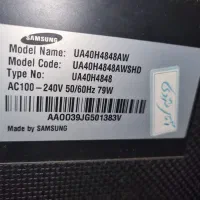 SAMSUNG
Model Name: UA40H4848AW
Model Code: UA40H4848AWSHD
Type No: UA40H4848
AC100-240V 50/60Hz 79W
AA0039JG501383V
Made by SAMSUNG